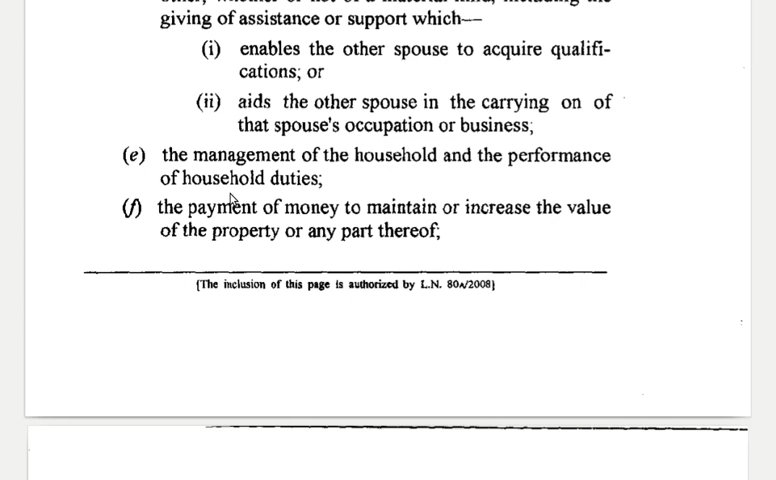 giving of assistance or support which—
(i) enables the other spouse to acquire qualifi-
cations; or
(ii) aids the other spouse in the carrying on of
that spouse's occupation or business;
(e) the management of the household and the performance
of household duties;
(f) the payment of money to maintain or increase the value
of the property or any part thereof;
[The inclusion of this page is authorized by L.N. 80A/2008]